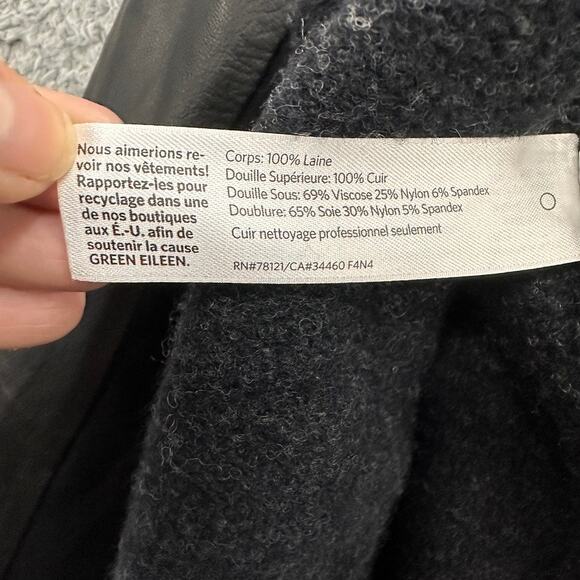 Nous aimerions re-
voir nos vêtements!
Rapportez-les pour
recyclage dans une
de nos boutiques
aux É.-U. afin de
soutenir la cause
GREEN EILEEN.
Corps: 100% Laine
Douille Supérieure: 100% Cuir
Douille Sous: 69% Viscose 25% Nylon 6% Spandex
Doublure: 65% Soie 30% Nylon 5% Spandex
Cuir nettoyage professionnel seulement
RN#78121/CA#34460 F4N4